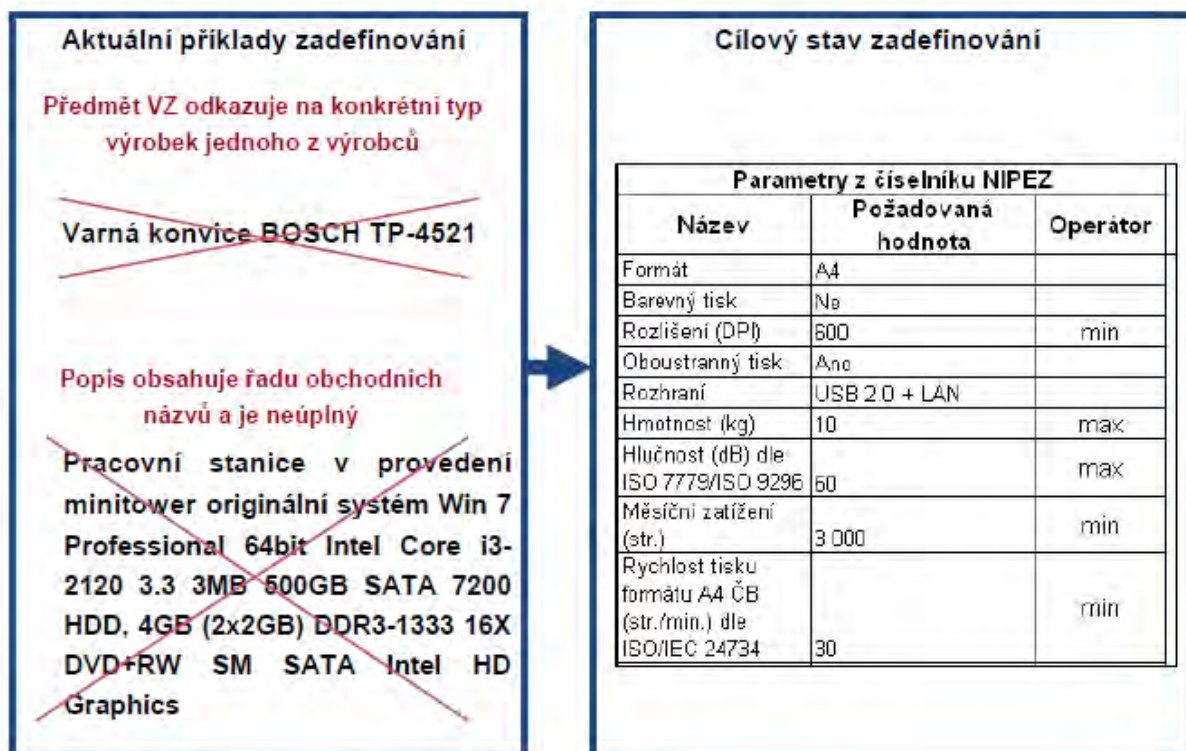 Aktuální příklady zadefinování
Předmět VZ odkazuje na konkrétní typ
výrobek jednoho z výrobců
Varná konvice BOSCH TP-4521
Popis obsahuje řadu obchodních
názvů a je neúplný
Pracovní stanice v provedení
minitower originální systém Win 7
Professional 64bit Intel Core i3-
2120 3.3 3MB 500GB SATA 7200
HDD, 4GB (2x2GB) DDR3-1333 16X
DVD+RW SM SATA Intel HD
Graphics
Cílový stav zadefinování
Parametry z číselníku NIPEZ
Název Požadovaná hodnota Operátor
Formát A4
Barevný tisk Ne
Rozlišení (DPI) 600 min
Oboustranný tisk Ano
Rozhraní USB 2.0 + LAN
Hmotnost (kg) 10 max
Hlučnost (dB) dle
ISO 7779/ISO 9296 60 max
Měsíční zatížení
(str.) 3 000 min
Rychlost tisku
formátu A4 ČB
(str./min.) dle
ISO/IEC 24734 30 min